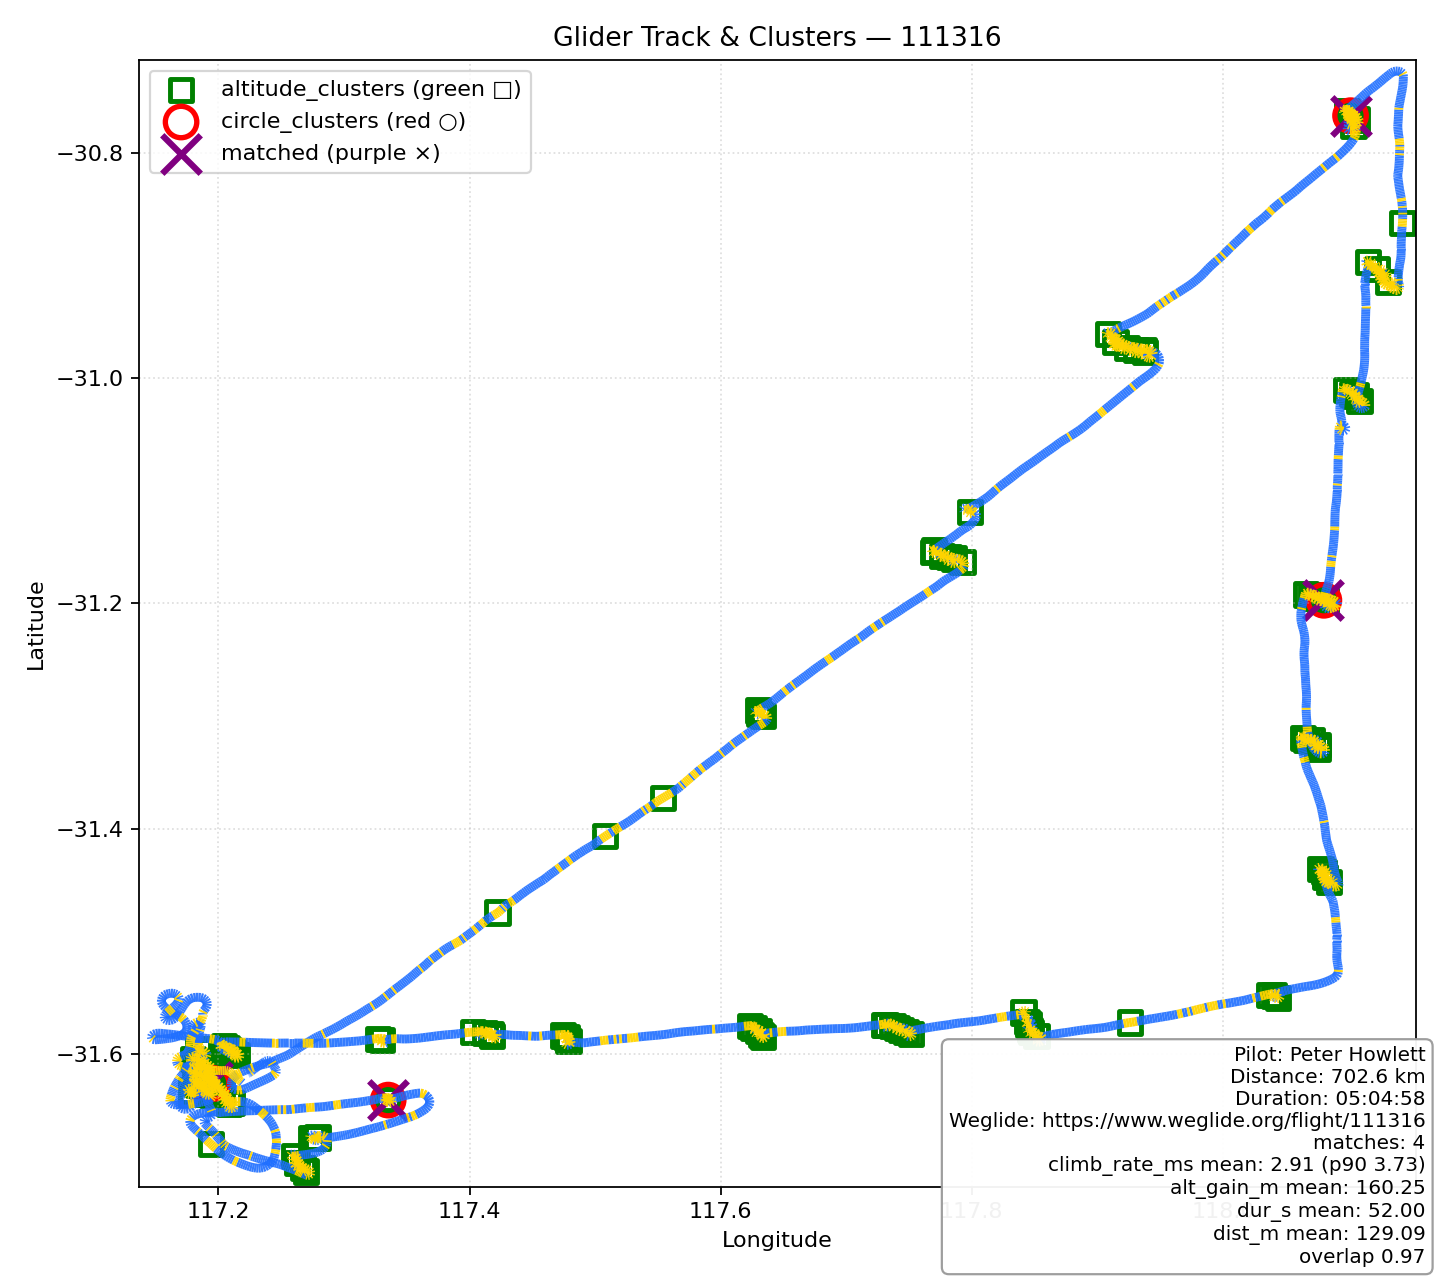 Glider Track & Clusters — 111316
altitude_clusters (green □)
circle_clusters (red ○)
matched (purple ×)
−30.8
−31.0
−31.2
−31.4
−31.6
Latitude
117.2
117.4
117.6
117.8
118
Longitude
Pilot: Peter Howlett
Distance: 702.6 km
Duration: 05:04:58
Weglide: https://www.weglide.org/flight/111316
matches: 4
climb_rate_ms mean: 2.91 (p90 3.73)
alt_gain_m mean: 160.25
dur_s mean: 52.00
dist_m mean: 129.09
overlap 0.97